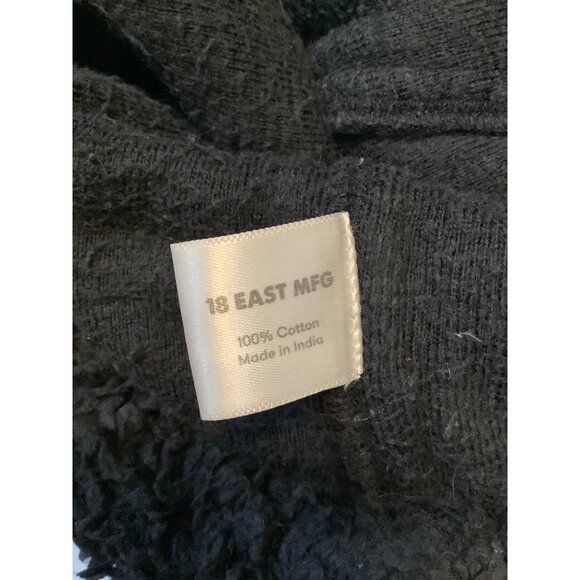 18 EAST MFG
100% Cotton
Made in India